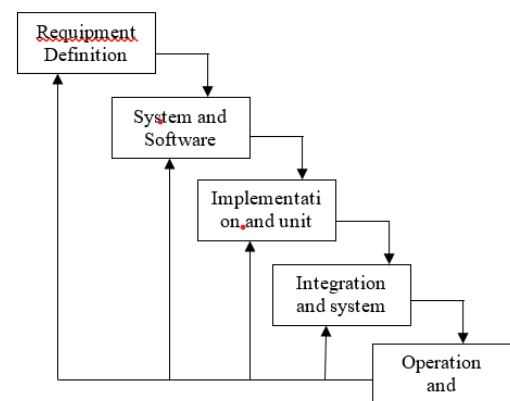 Requipment
Definition
System and
Software
Implementati
on and unit
Integration
and system
Operation
and